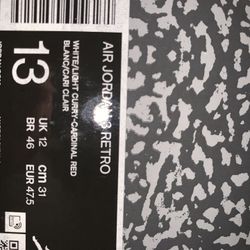 AIR JORDAN 3 RETRO
WHITE/LIGHT CURRY-CARDINAL RED
BLANC/CARI CLAIR
13
UK 12
cm 31
BR 46
EUR 47.5